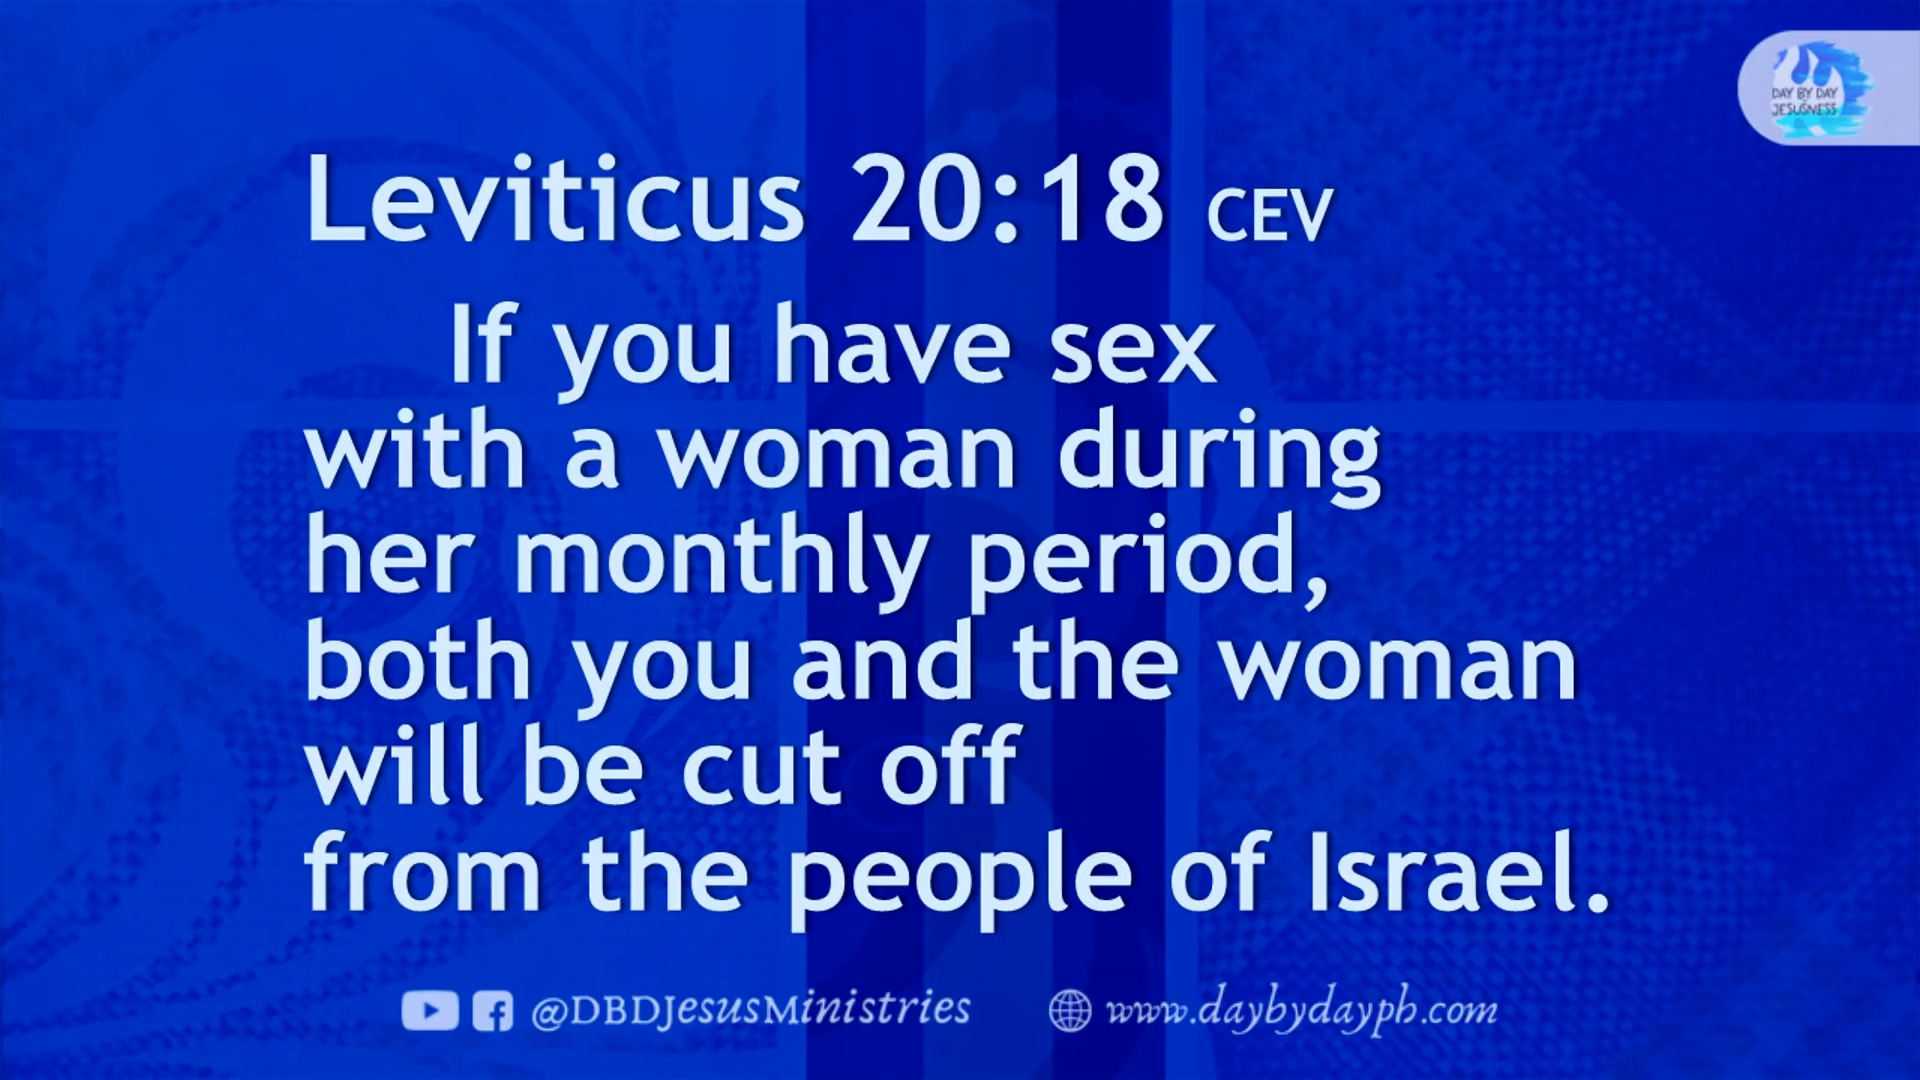 DAY BY DAY
JESUSNESS
Leviticus 20:18 CEV
If you have sex
with a woman during
her monthly period,
both you and the woman
will be cut off
from the people of Israel.
@DBDJesusMinistries www.daybydayph.com